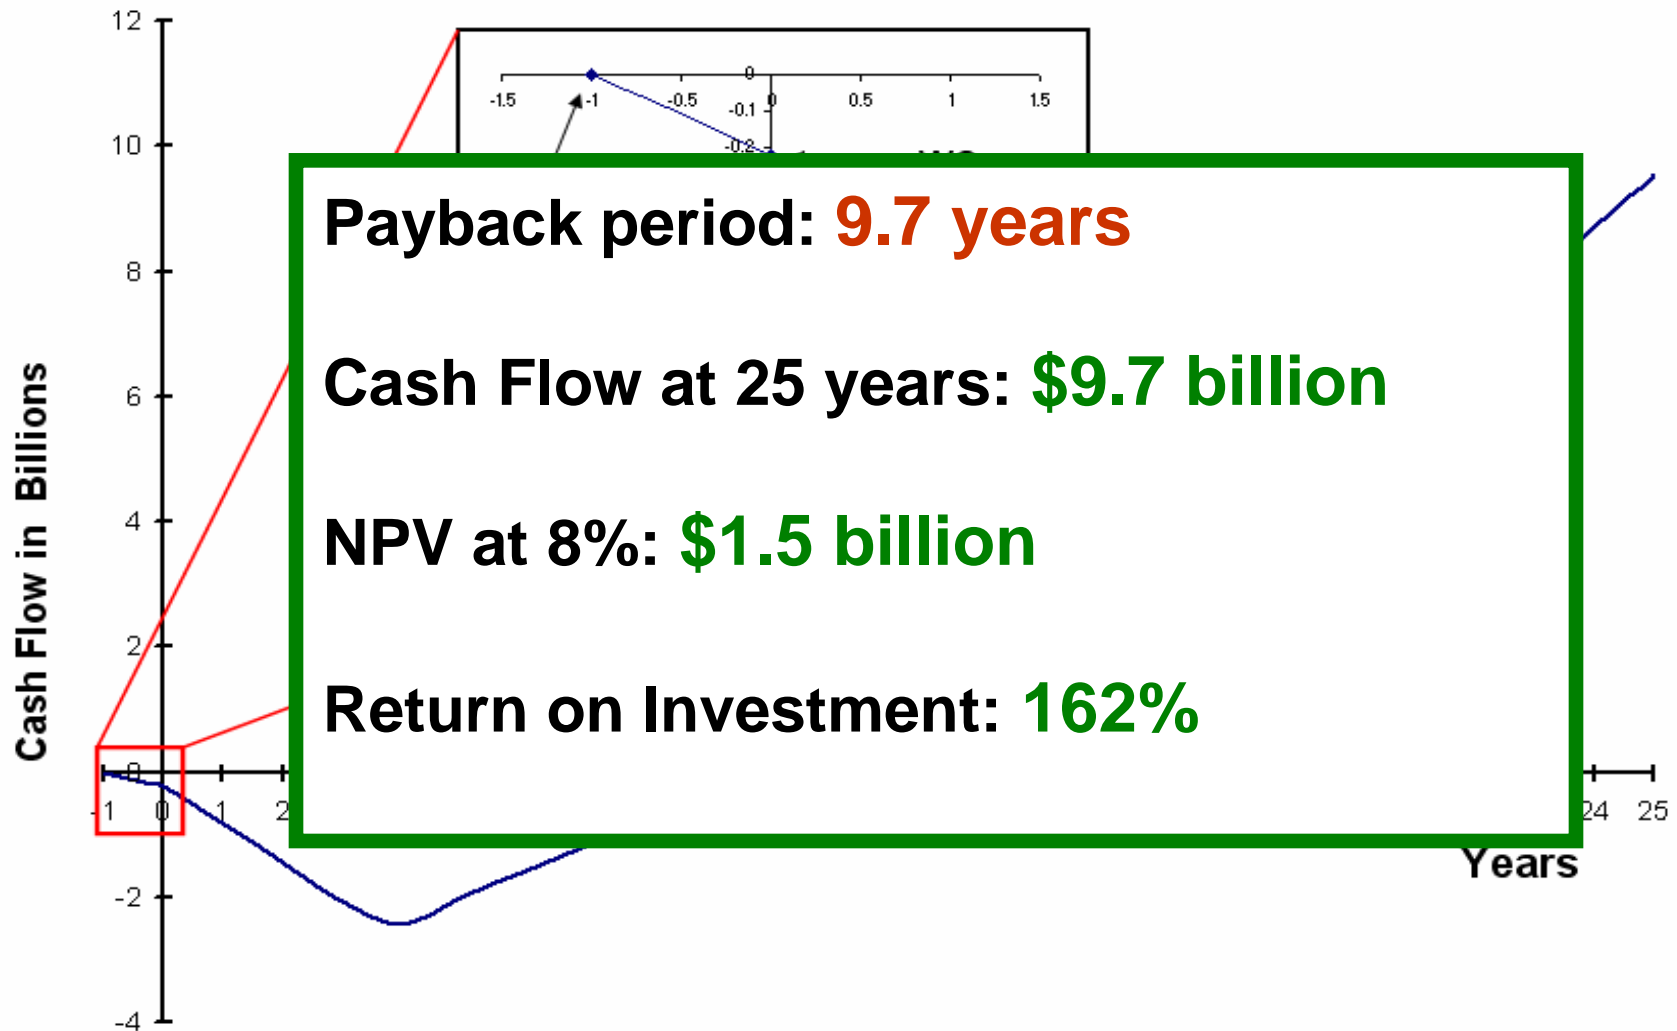 12
10
8
6
4
2
0
-2
-4
Cash Flow in Billions
-1.5 -1 -0.5 0 0.5 1 1.5
0
-0.1
-0.2
Payback period: 9.7 years
Cash Flow at 25 years: $9.7 billion
NPV at 8%: $1.5 billion
Return on Investment: 162%
-1 0 1 2 24 25
Years